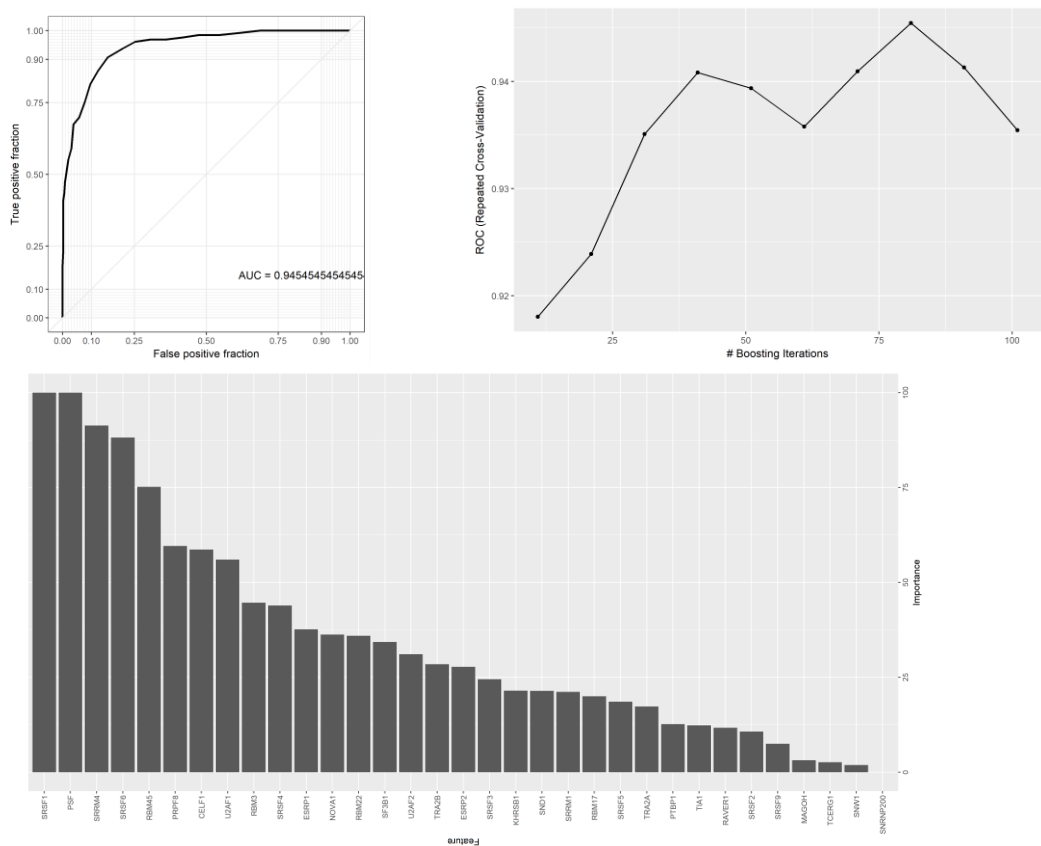 1.00
0.90
0.75
0.50
0.25
0.10
0.00
True positive fraction
AUC = 0.9454545454545
0.00 0.10 0.25 0.50 0.75 0.90 1.00
False positive fraction
0.94
0.93
0.92
ROC (Repeated Cross-Validation)
25 50 75 100
# Boosting Iterations
100
75
50
25
0
Importance
SRSF1
PSF
SRRM4
SRSF6
RBM45
PRPF8
CELF1
U2AF1
RBM3
SRSF4
ESRP1
NOVA1
RBM22
SF3B1
U2AF2
TRA2B
ESRP2
SRSF3
KHRSB1
SND1
SRRM1
RBM17
SRSF5
TRA2A
PTBP1
TIA1
RAVER1
SRSF2
SRSF9
MAGOH
TCERG1
SNW1
SNRNP200
Feature